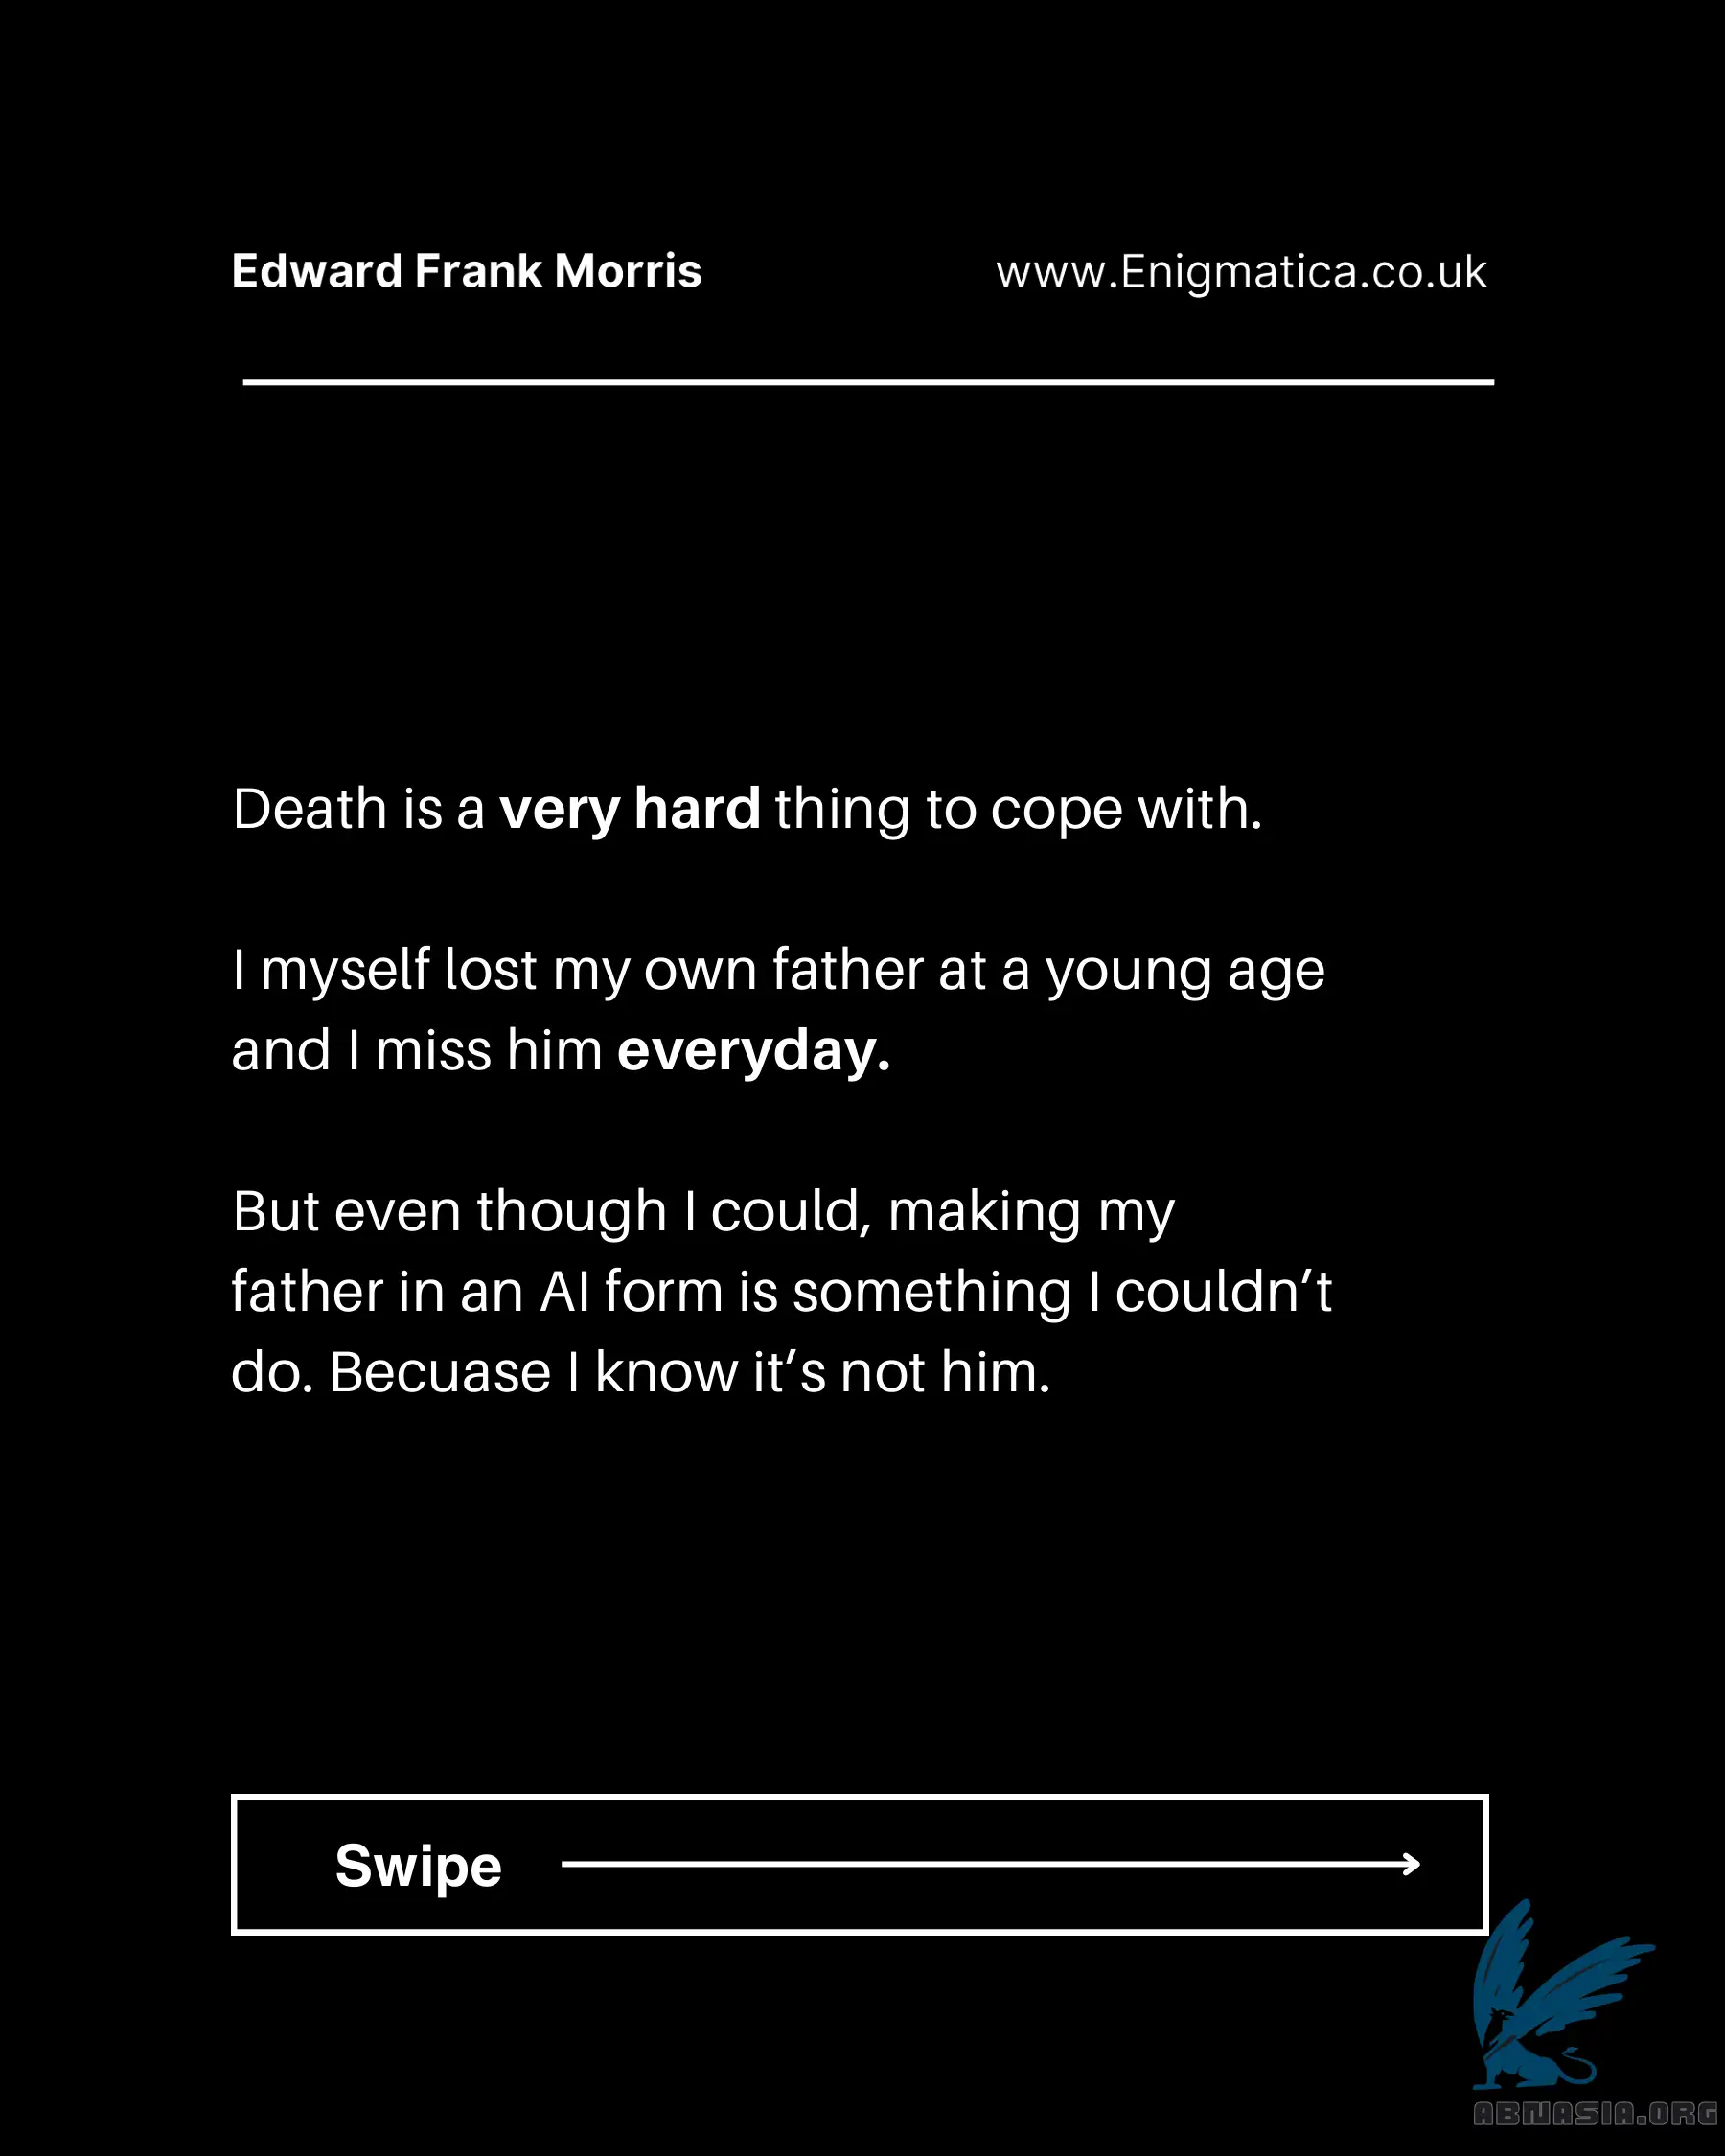 Edward Frank Morris
www.Enigmatica.co.uk
Death is a very hard thing to cope with.
I myself lost my own father at a young age
and I miss him everyday.
But even though I could, making my
father in an AI form is something I couldn’t
do. Becuase I know it’s not him.
Swipe
ABNASIA.ORG